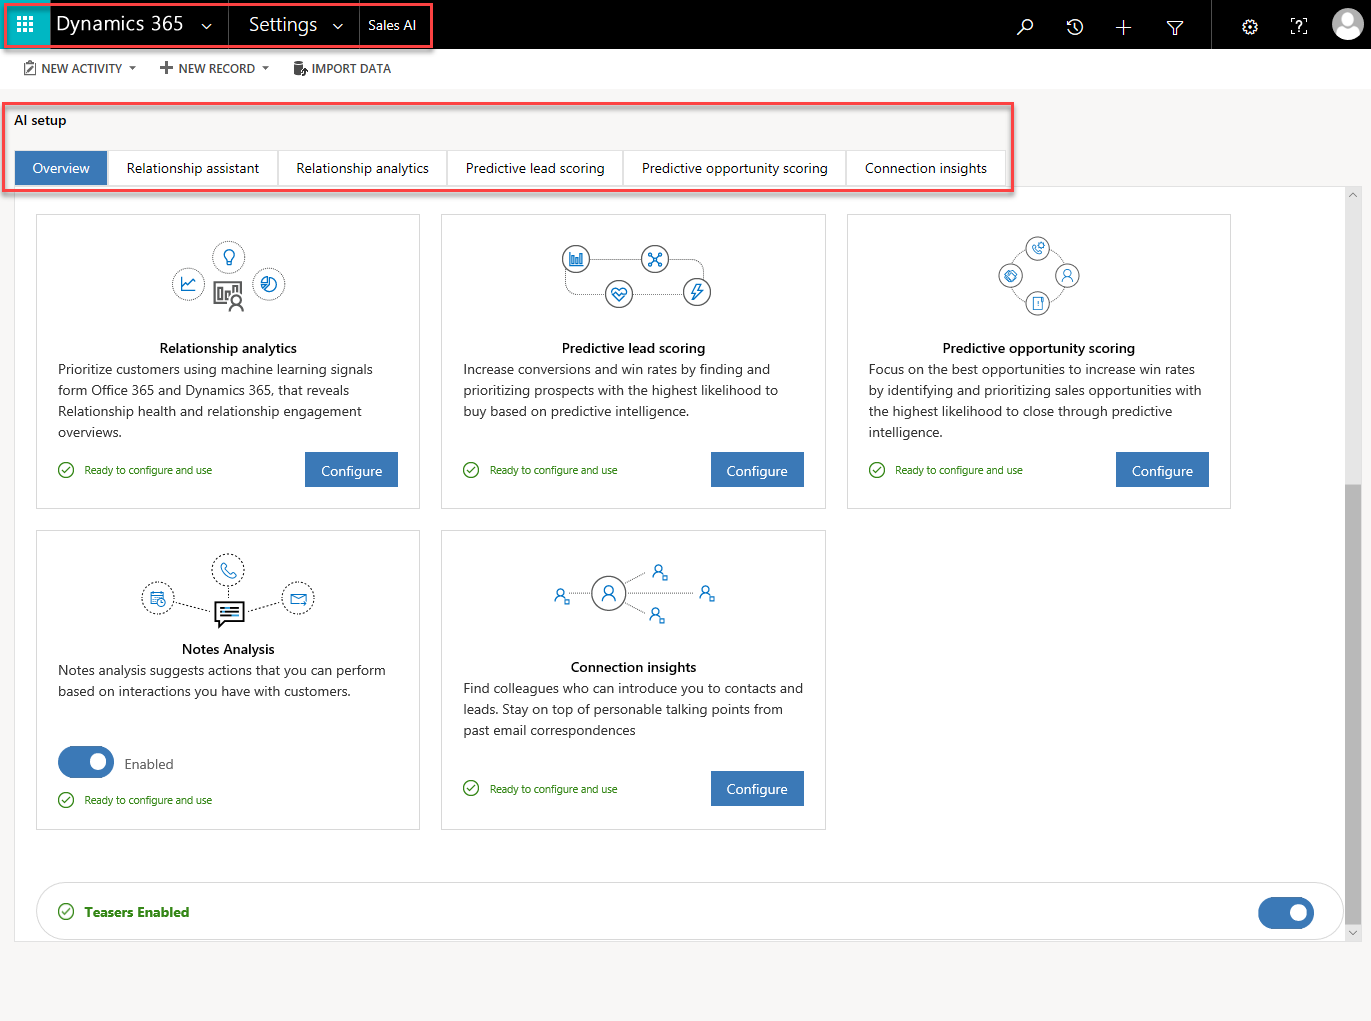 Dynamics 365 Settings Sales AI
NEW ACTIVITY NEW RECORD IMPORT DATA
AI setup
Overview Relationship assistant Relationship analytics Predictive lead scoring Predictive opportunity scoring Connection insights
Relationship analytics
Prioritize customers using machine learning signals
form Office 365 and Dynamics 365, that reveals
Relationship health and relationship engagement
overviews.
Ready to configure and use Configure
Predictive lead scoring
Increase conversions and win rates by finding and
prioritizing prospects with the highest likelihood to
buy based on predictive intelligence.
Ready to configure and use Configure
Predictive opportunity scoring
Focus on the best opportunities to increase win rates
by identifying and prioritizing sales opportunities with
the highest likelihood to close through predictive
intelligence.
Ready to configure and use Configure
Notes Analysis
Notes analysis suggests actions that you can perform
based on interactions you have with customers.
Enabled
Ready to configure and use
Connection insights
Find colleagues who can introduce you to contacts and
leads. Stay on top of personable talking points from
past email correspondences
Ready to configure and use Configure
Teasers Enabled